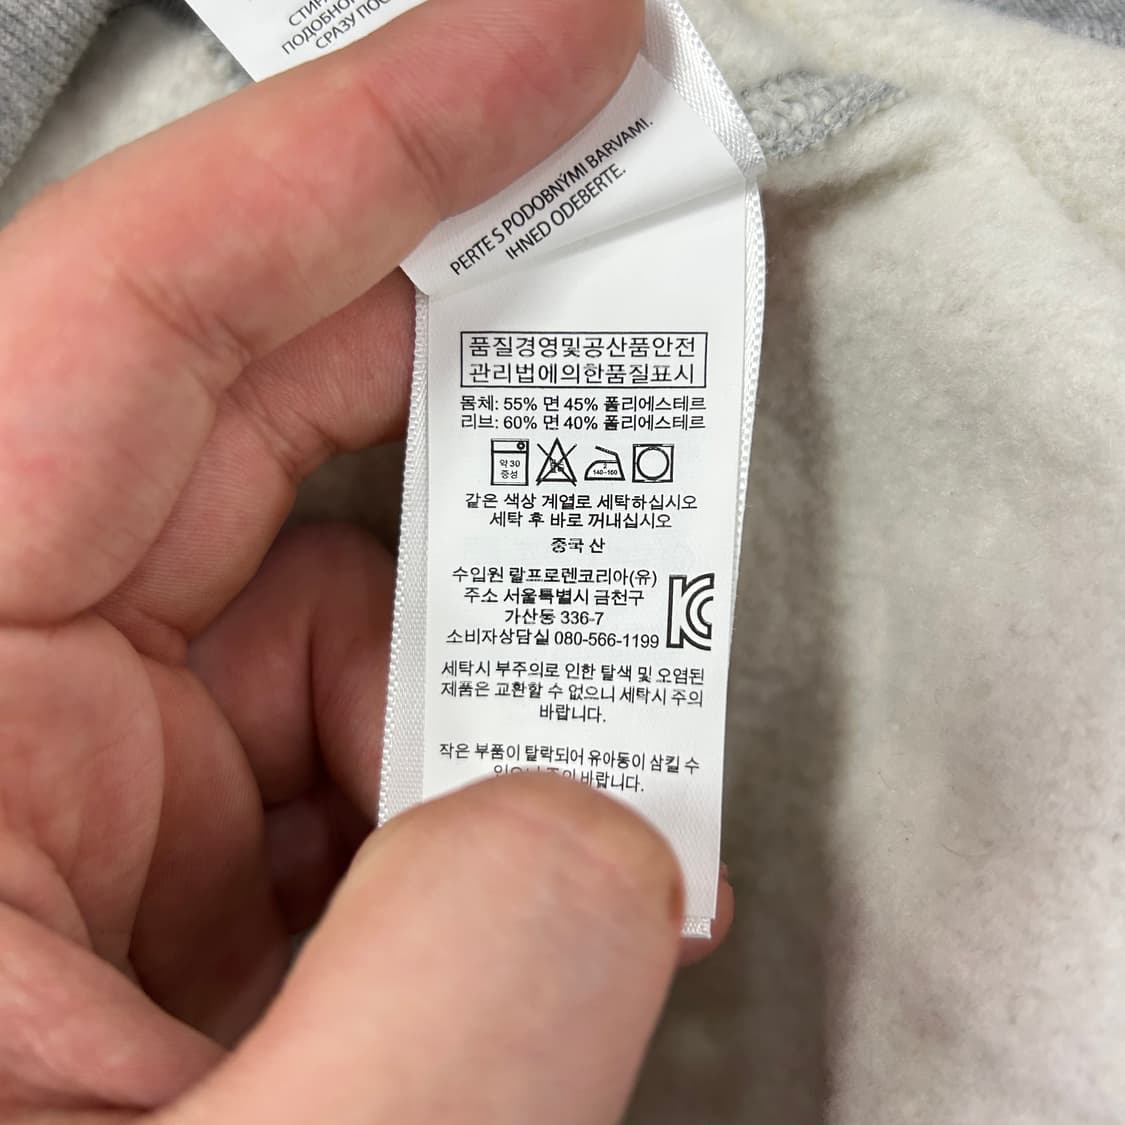 ПОДОБНО
СРАЗУ ПОС
PERTE S PODOBNÝMI BARVAMI.
IHNED ODEBERTE.
품질경영및공산품안전
관리법에의한품질표시
몸체: 55% 면 45% 폴리에스테르
리브: 60% 면 40% 폴리에스테르
약 30
중성
2
140~160
같은 색상 계열로 세탁하십시오
세탁 후 바로 꺼내십시오
중국 산
수입원 랄프로렌코리아(유)
주소 서울특별시 금천구
가산동 336-7
소비자상담실 080-566-1199
세탁시 부주의로 인한 탈색 및 오염된
제품은 교환할 수 없으니 세탁시 주의
바랍니다.
작은 부품이 탈락되어 유아동이 삼킬 수
바랍니다.